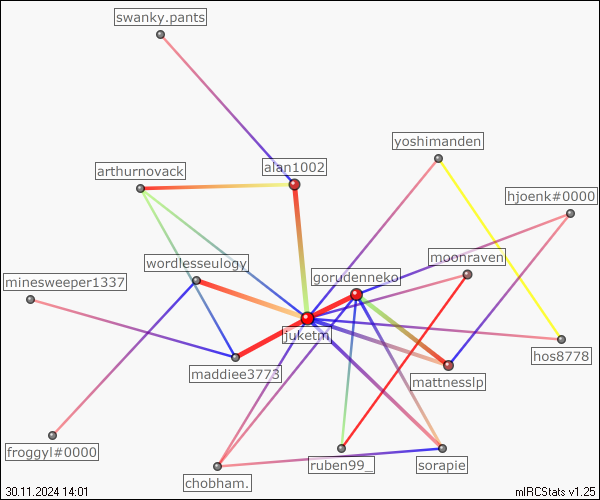 swanky.pants
yoshimanden
alan1002
arthurnovack
hjoenk#0000
moonraven
wordlesseulogy
gorudenneko
minesweeper1337
juketm
hos8778
maddiee3773
mattnesslp
froggyl#0000
ruben99_
sorapie
chobham.
30.11.2024 14:01
mIRCStats v1.25